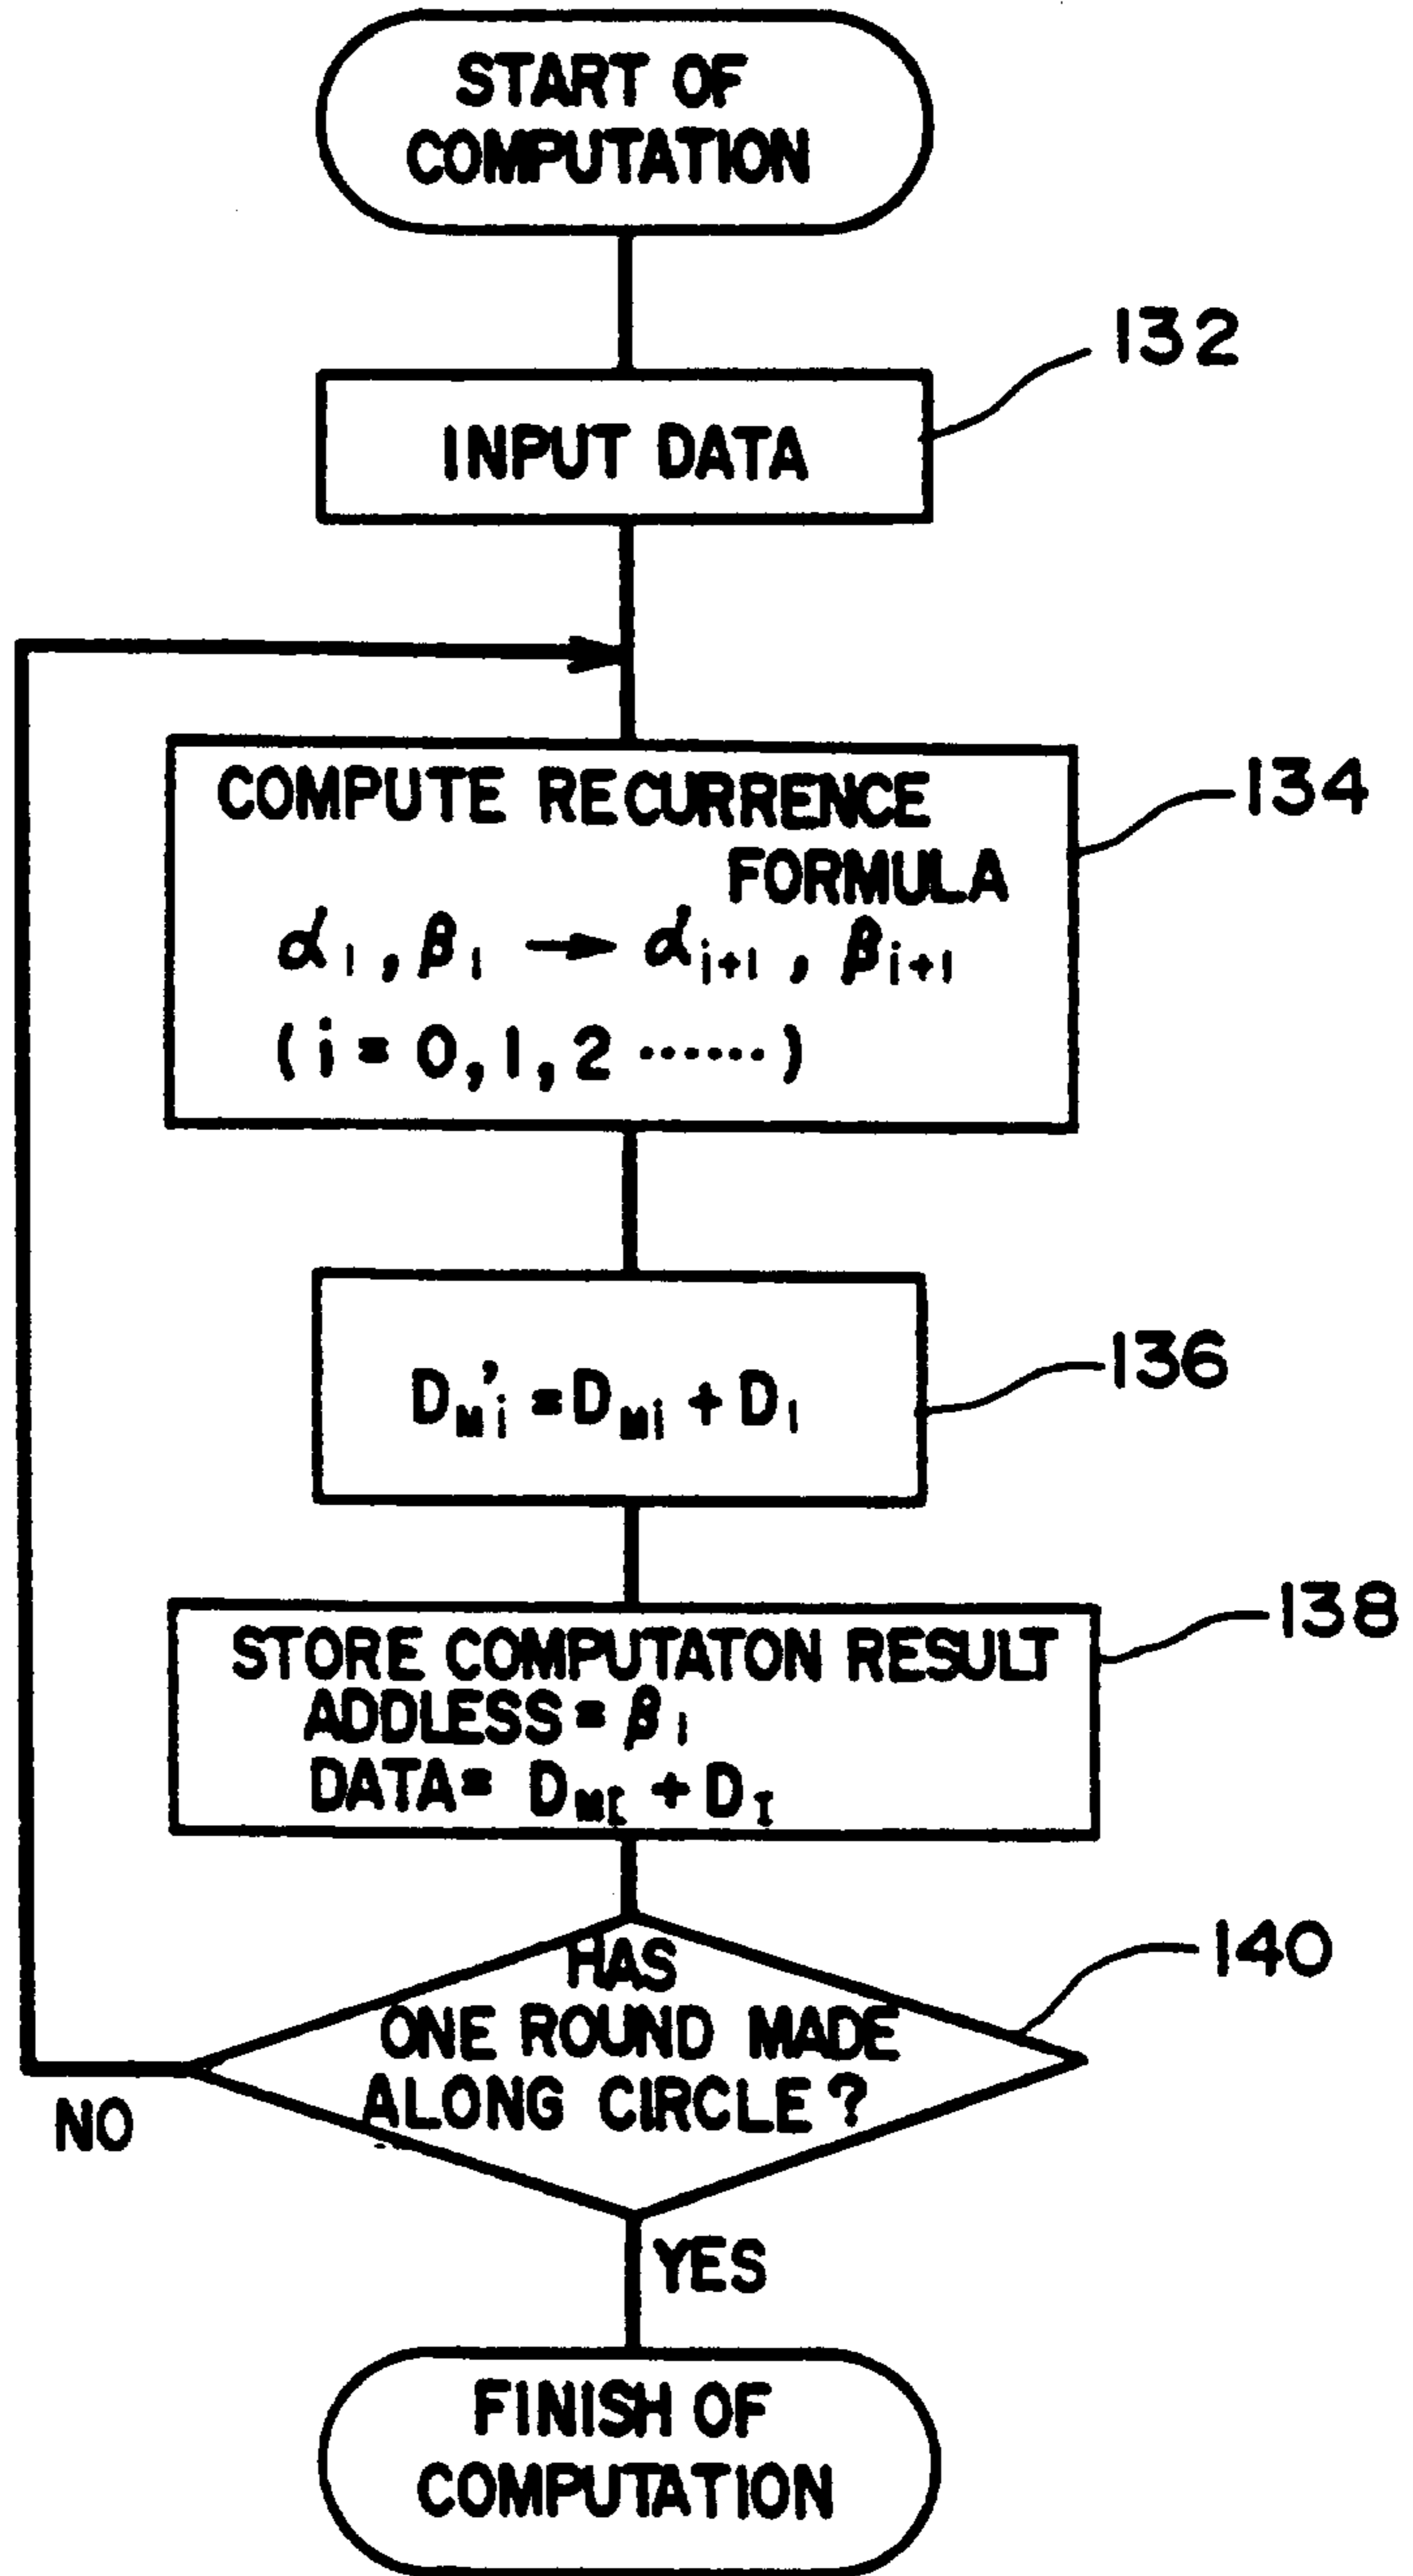 START OF
COMPUTATION
132
INPUT DATA
134
COMPUTE RECURRENCE
FORMULA
αi , βi → αi+1 , βi+1
( i = 0, 1, 2 ...... )
136
DM'i = DMi + Di
138
STORE COMPUTATON RESULT
ADDLESS = βi
DATA = DMI + DI
140
HAS
ONE ROUND MADE
ALONG CIRCLE ?
NO
YES
FINISH OF
COMPUTATION